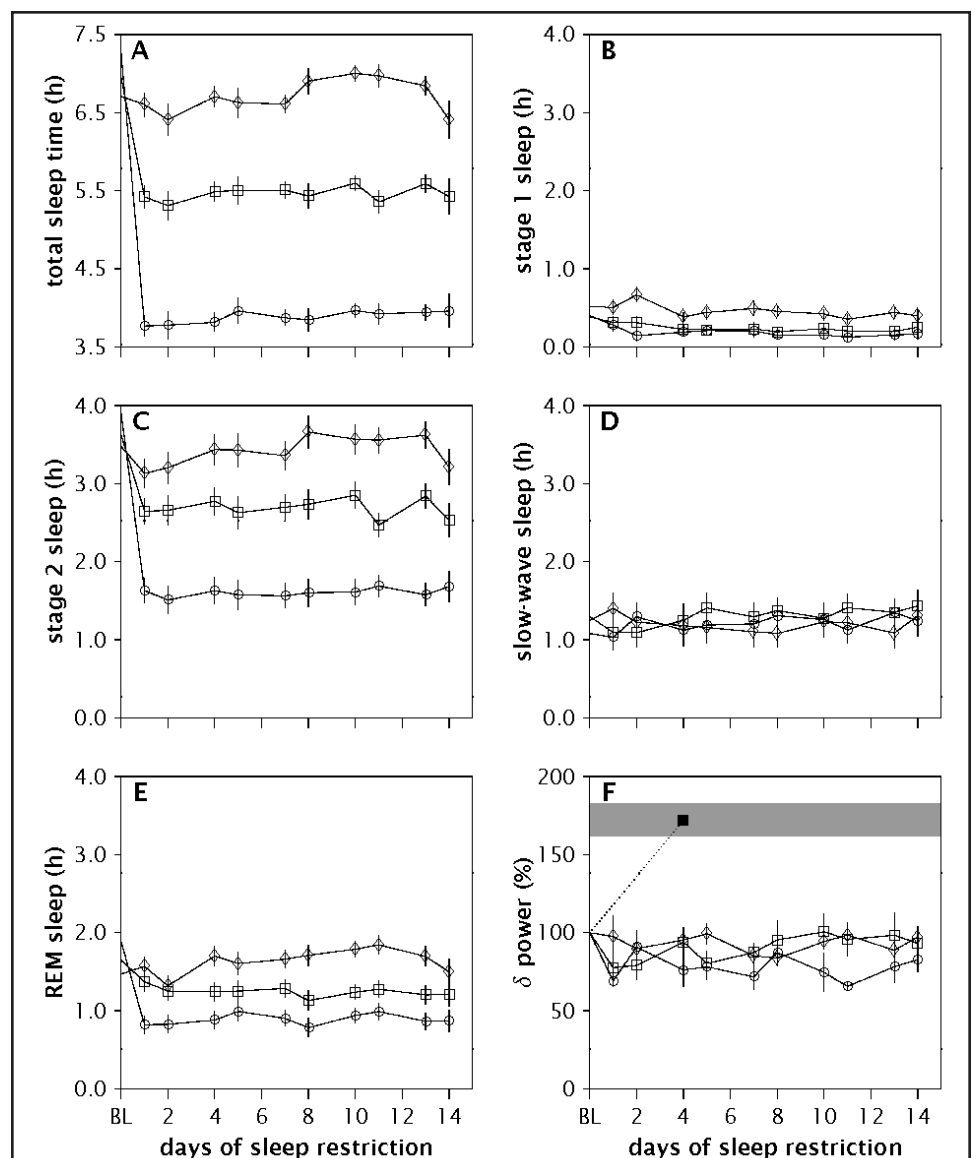 A
total sleep time (h)
7.5
6.5
5.5
4.5
3.5
B
stage 1 sleep (h)
4.0
3.0
2.0
1.0
0.0
C
stage 2 sleep (h)
4.0
3.0
2.0
1.0
0.0
D
slow-wave sleep (h)
4.0
3.0
2.0
1.0
0.0
E
REM sleep (h)
4.0
3.0
2.0
1.0
0.0
BL 2 4 6 8 10 12 14
days of sleep restriction
F
δ power (%)
200
150
100
50
0
BL 2 4 6 8 10 12 14
days of sleep restriction